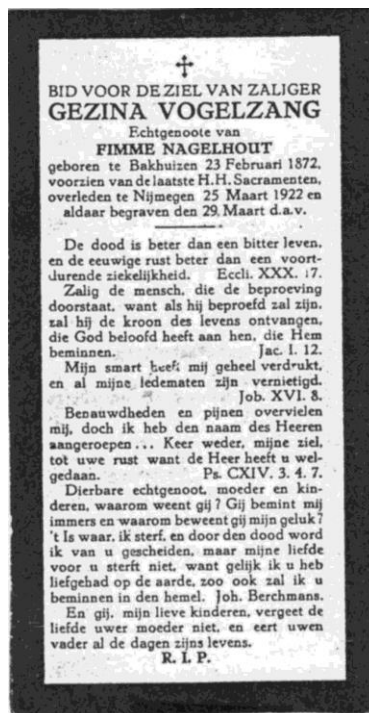 BID VOOR DE ZIEL VAN ZALIGER
GEZINA VOGELZANG
Echtgenoote van
FIMME NAGELHOUT
geboren te Bakhuizen 23 Februari 1872,
voorzien van de laatste H.H. Sacramenten,
overleden te Nijmegen 25 Maart 1922 en
aldaar begraven den 29. Maart d.a.v.
De dood is beter dan een bitter leven,
en de eeuwige rust beter dan een voort-
durende ziekelijkheid. Eccli. XXX. 17.
Zalig de mensch, die de beproeving
doorstaat, want als hij beproefd zal zijn,
zal hij de kroon des levens ontvangen,
die God beloofd heeft aan hen, die Hem
beminnen. Jac. I. 12.
Mijn smart heeft mij geheel verdrukt,
en al mijne ledematen zijn vernietigd.
Job. XVI. 8.
Benauwdheden en pijnen overvielen
mij, doch ik heb den naam des Heeren
aangeroepen... Keer weder, mijne ziel,
tot uwe rust want de Heer heeft u wel-
gedaan. Ps. CXIV. 3. 4. 7.
Dierbare echtgenoot, moeder en kin-
deren, waarom weent gij? Gij bemint mij
immers en waarom beweent gij mijn geluk?
't Is waar, ik sterf, en door den dood word
ik van u gescheiden, maar mijne liefde
voor u sterft niet, want gelijk ik u heb
liefgehad op de aarde, zoo ook zal ik u
beminnen in den hemel. Joh. Berchmans.
En gij, mijn lieve kinderen, vergeet de
liefde uwer moeder niet, en eert uwen
vader al de dagen zijns levens.
R. I. P.